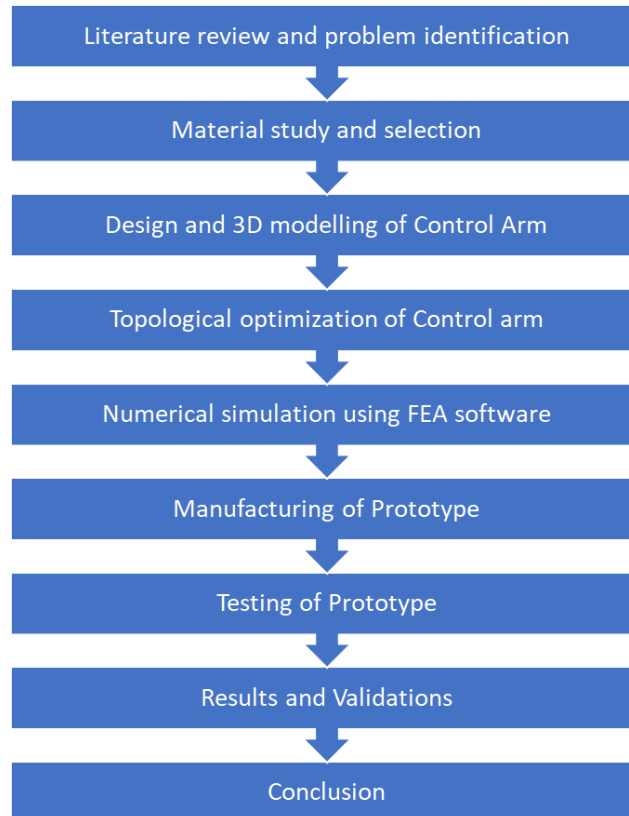 Literature review and problem identification
Material study and selection
Design and 3D modelling of Control Arm
Topological optimization of Control arm
Numerical simulation using FEA software
Manufacturing of Prototype
Testing of Prototype
Results and Validations
Conclusion